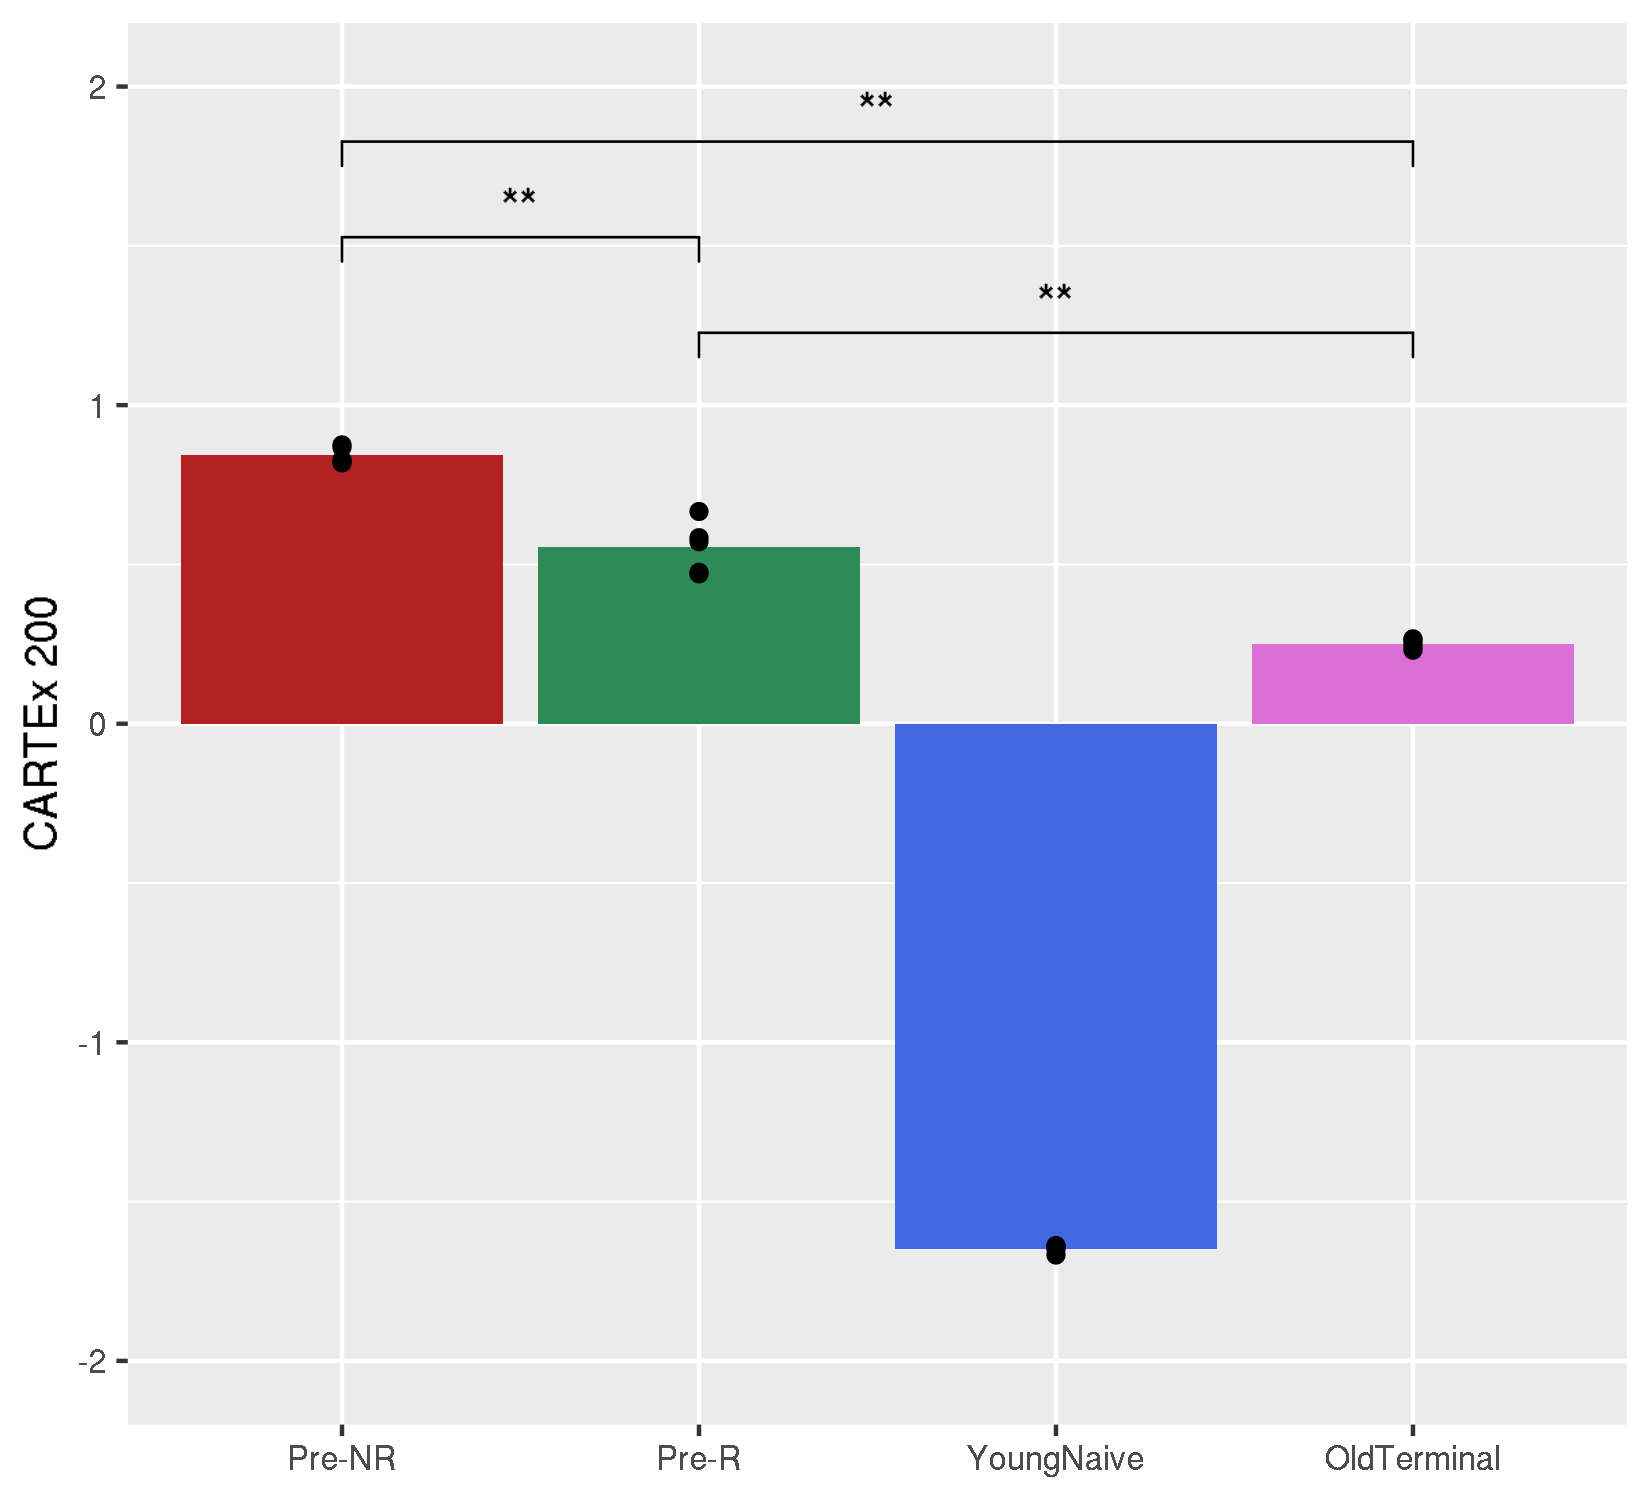 CARTEx 200
2
1
0
-1
-2
**
**
**
Pre-NR
Pre-R
YoungNaive
OldTerminal